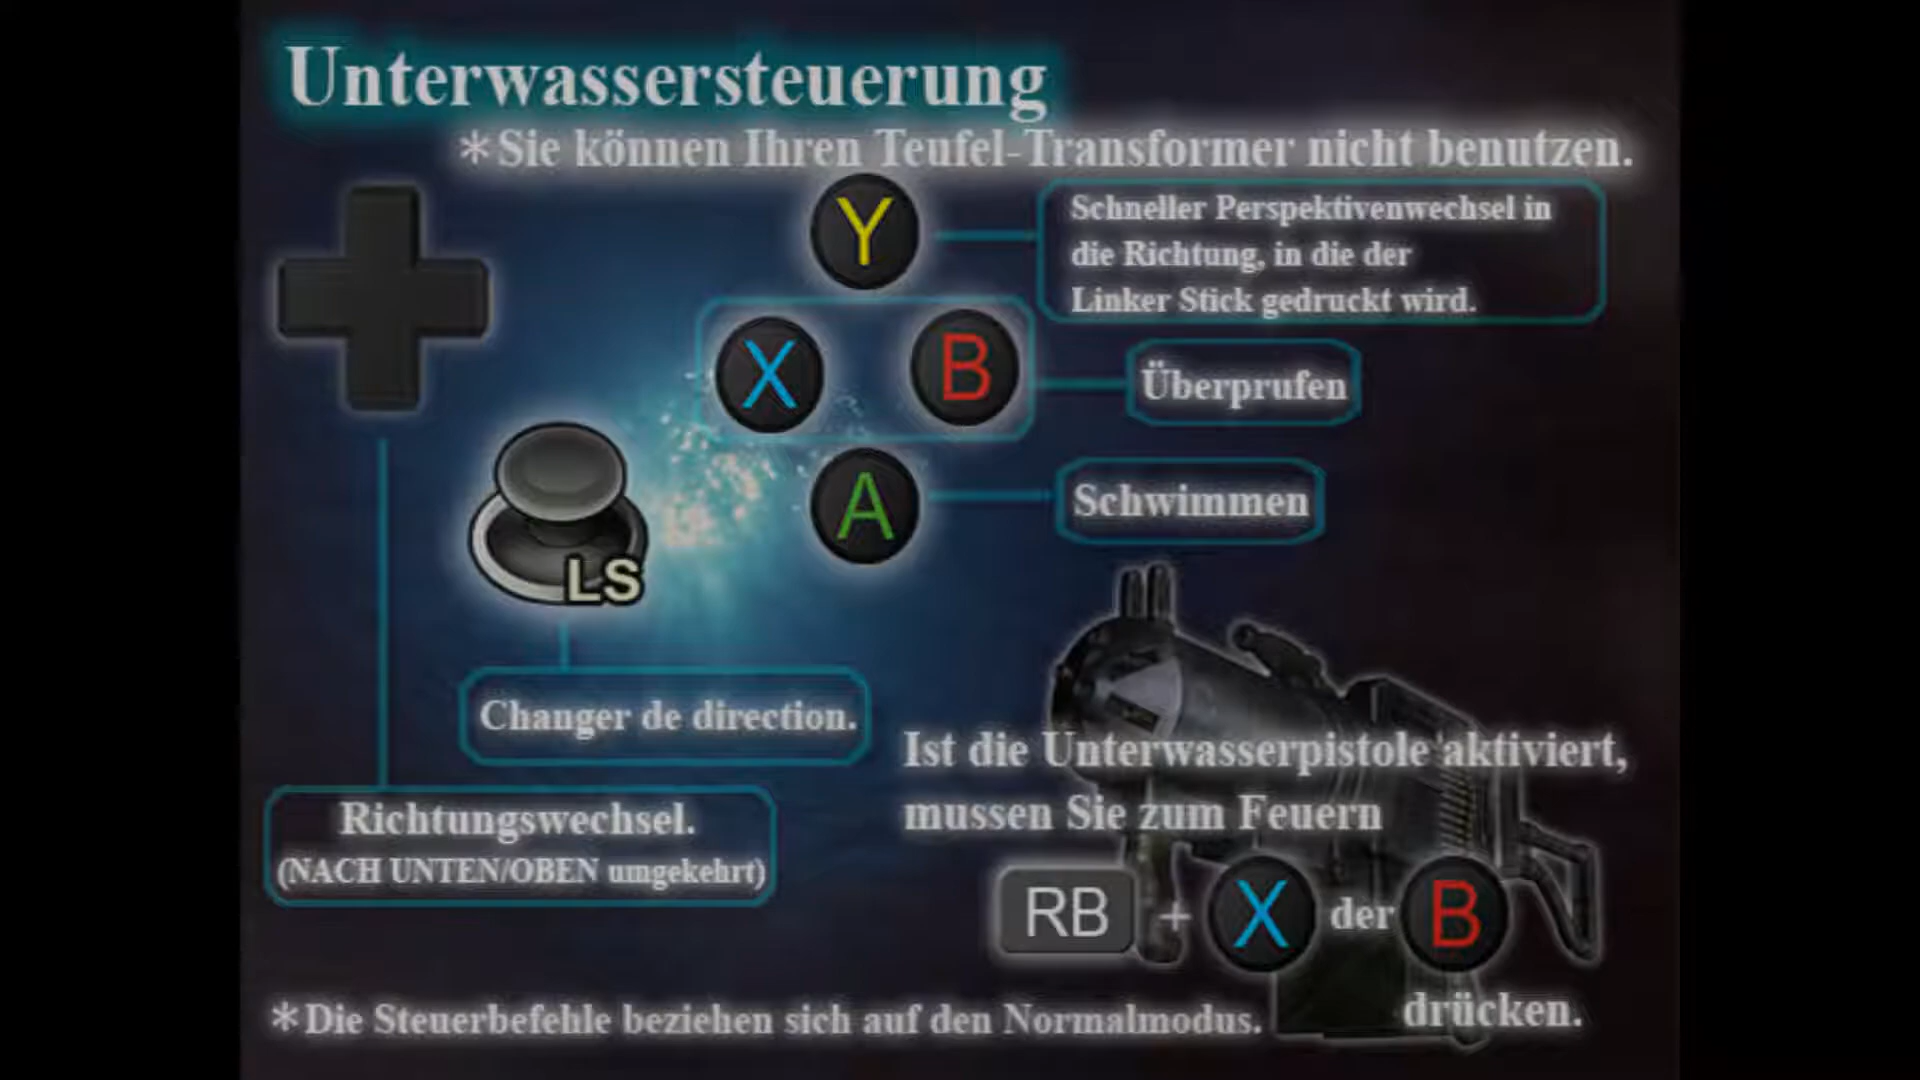 Unterwassersteuerung
*Sie können Ihren Teufel-Transformer nicht benutzen.
Y
Schneller Perspektivenwechsel in
die Richtung, in die der
Linker Stick gedruckt wird.
X
B
Überprufen
A
Schwimmen
LS
Changer de direction.
Richtungswechsel.
(NACH UNTEN/OBEN umgekehrt)
Ist die Unterwasserpistole aktiviert,
mussen Sie zum Feuern
RB + X der B
drücken.
*Die Steuerbefehle beziehen sich auf den Normalmodus.